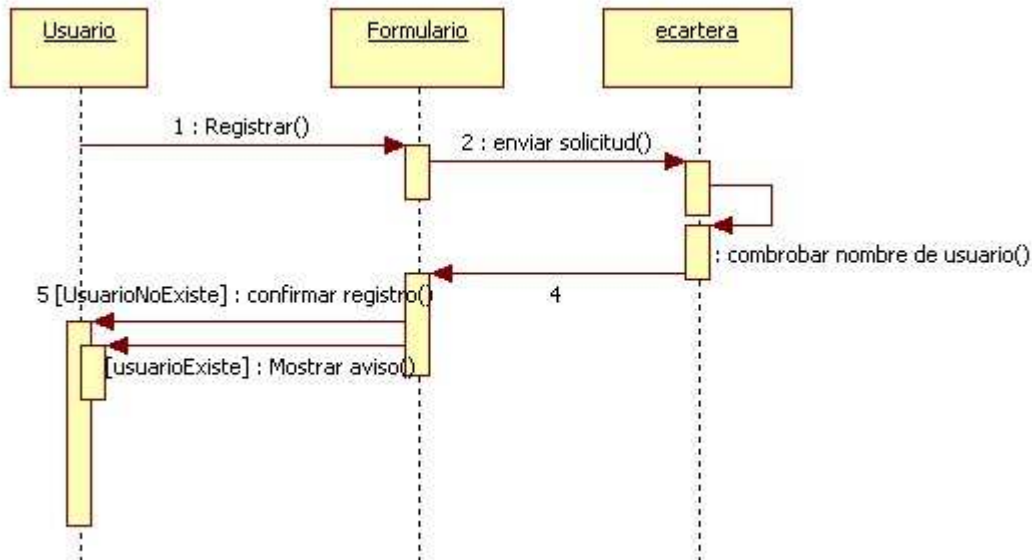 Usuario
Formulario
ecartera
1 : Registrar()
2 : enviar solicitud()
: combrobar nombre de usuario()
4
5 [UsuarioNoExiste] : confirmar registro()
[usuarioExiste] : Mostrar aviso()